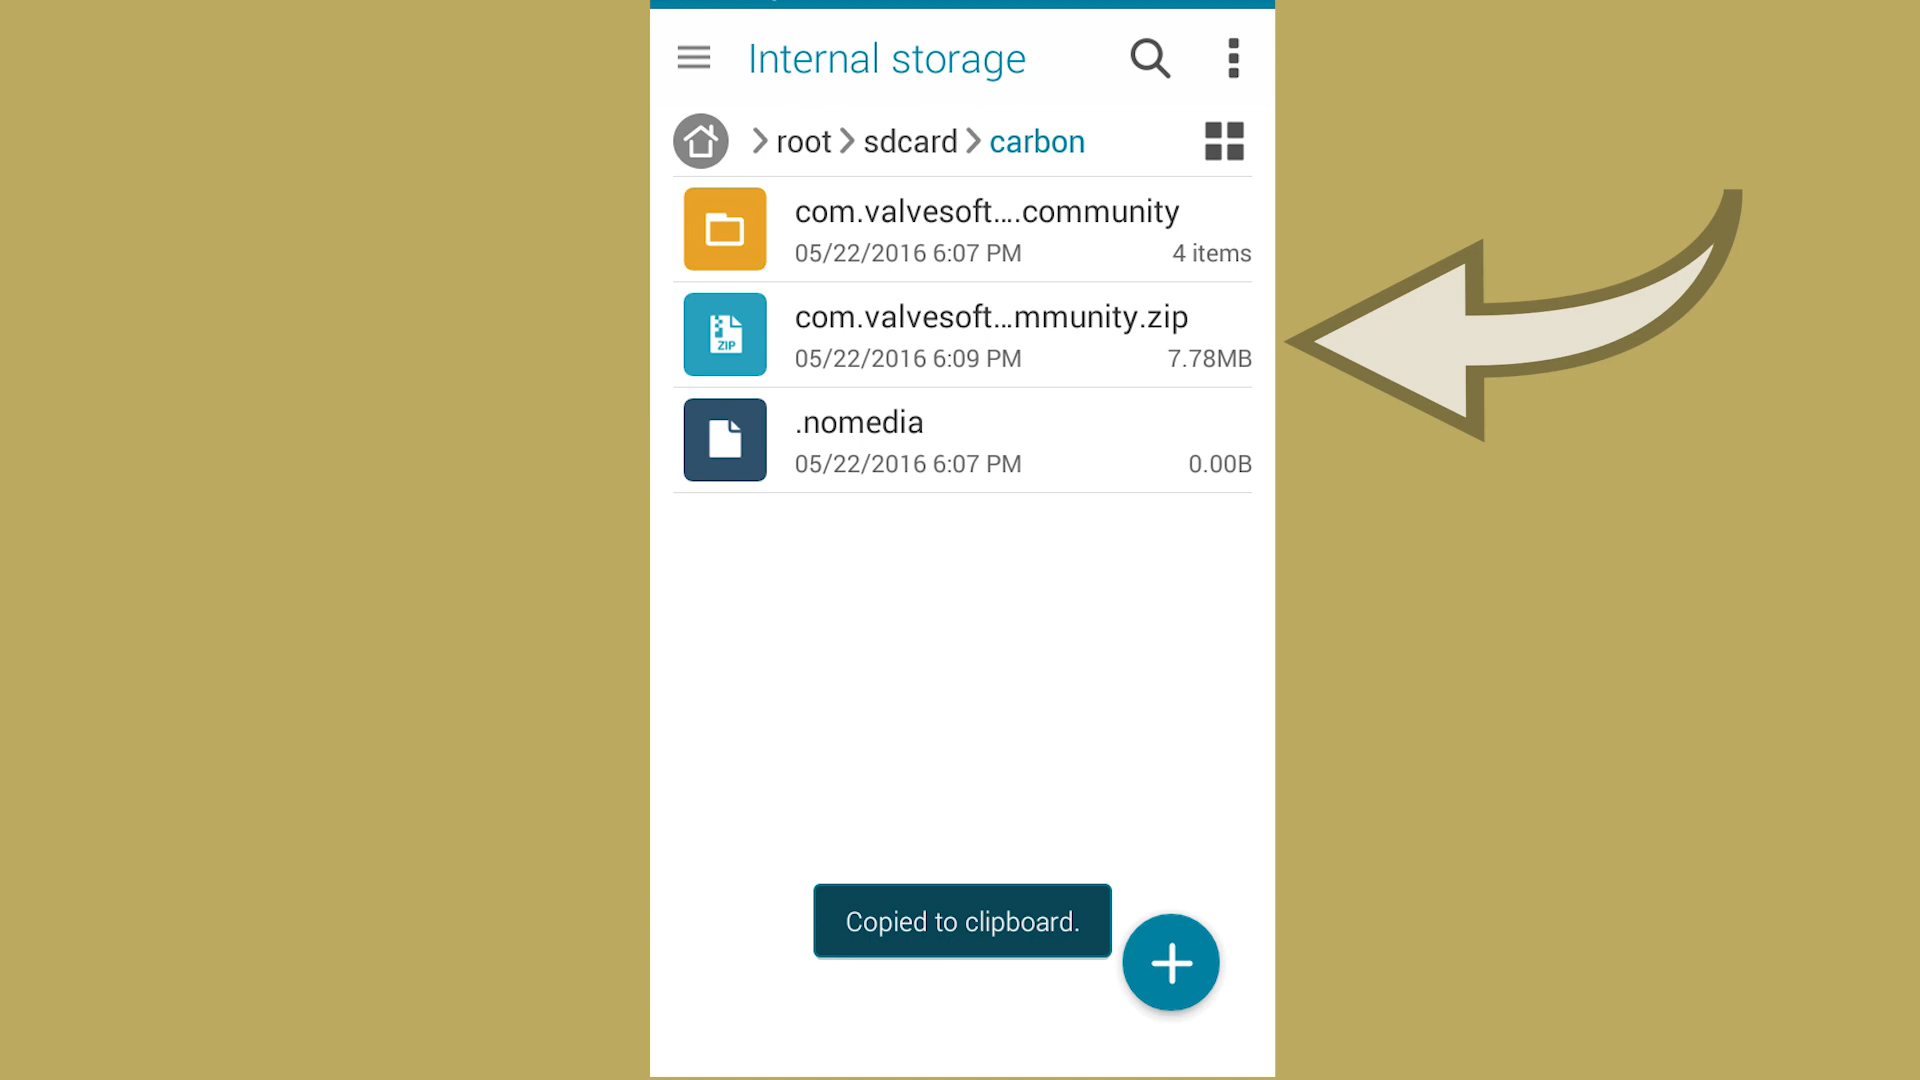 Internal storage
root sdcard carbon
com.valvesoft....community
05/22/2016 6:07 PM 4 items
ZIP
com.valvesoft...mmunity.zip
05/22/2016 6:09 PM 7.78MB
.nomedia
05/22/2016 6:07 PM 0.00B
Copied to clipboard.